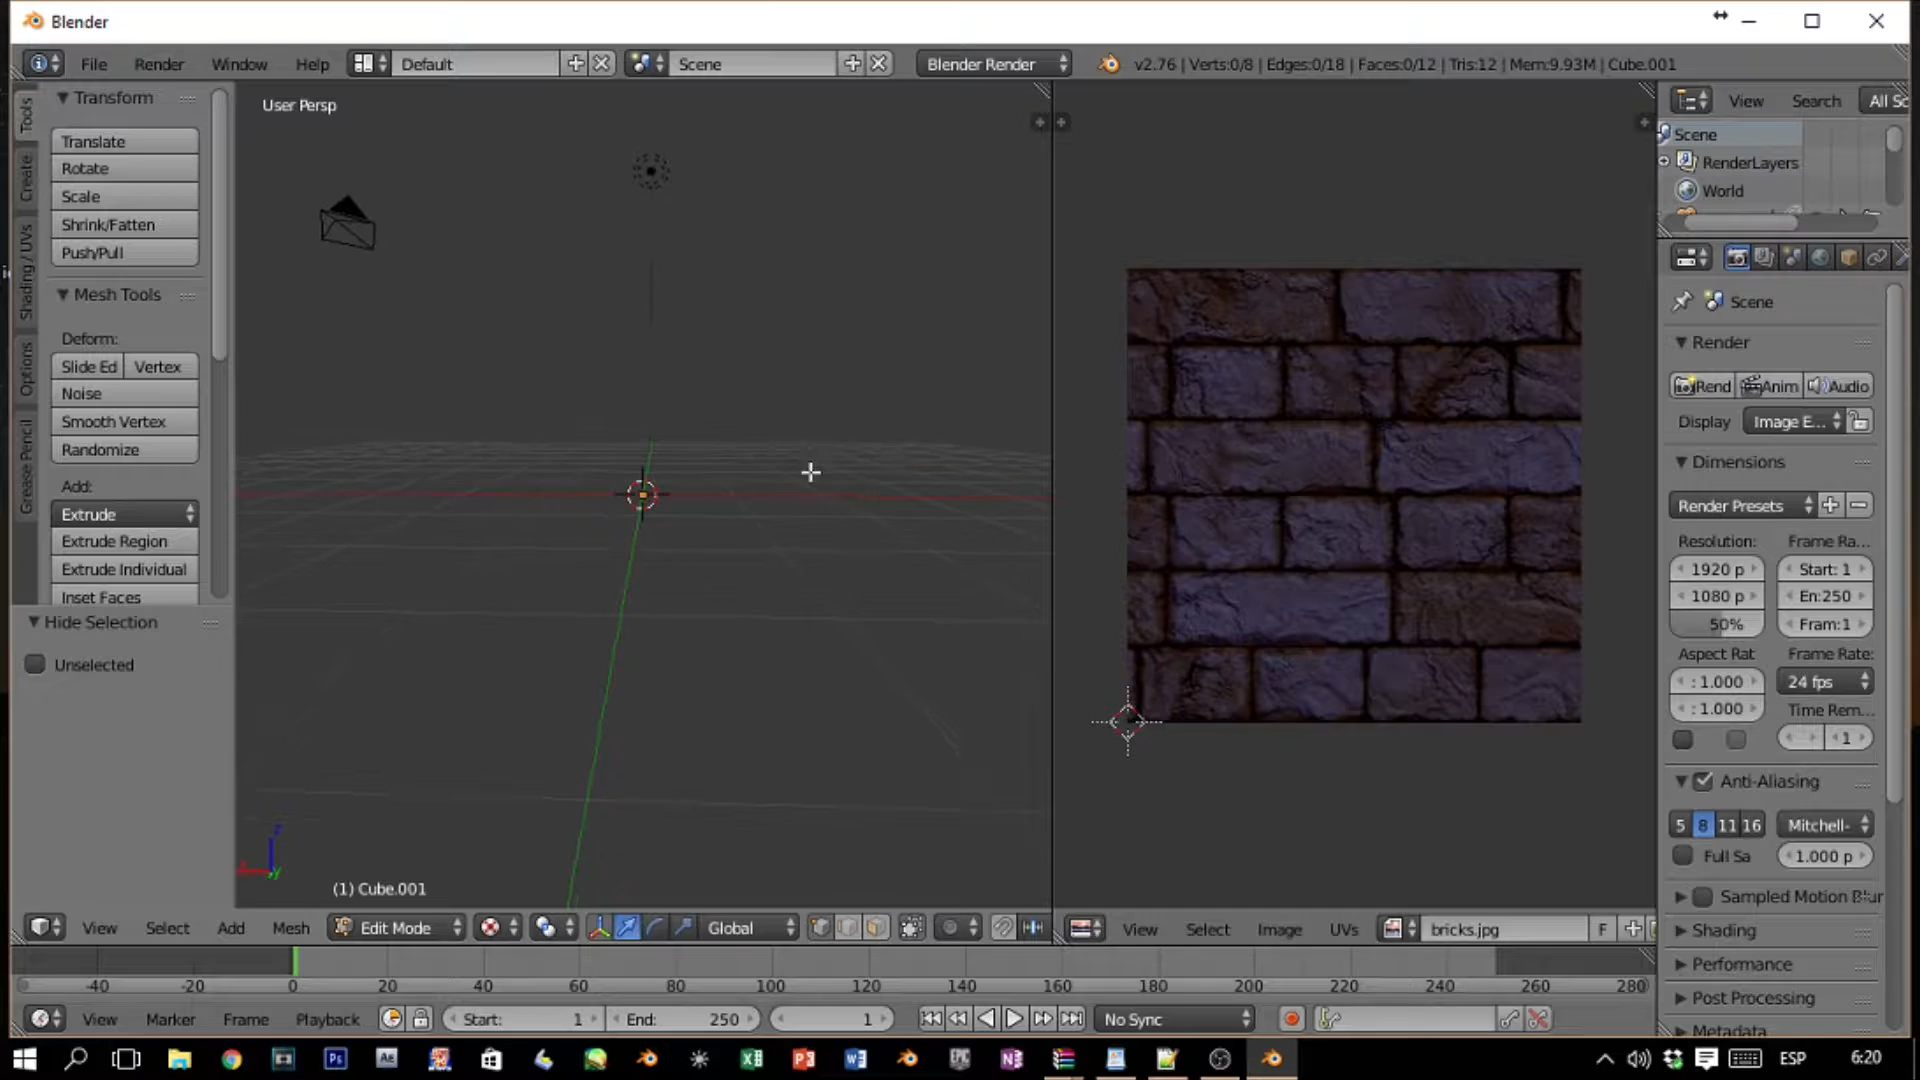 Blender
File Render Window Help Default Scene Blender Render v2.76 | Verts:0/8 | Edges:0/18 | Faces:0/12 | Tris:12 | Mem:9.93M | Cube.001
Tools
Create
Shading / UVs
Options
Grease Pencil
Transform
Translate
Rotate
Scale
Shrink/Fatten
Push/Pull
Mesh Tools
Deform:
Slide Ed Vertex
Noise
Smooth Vertex
Randomize
Add:
Extrude
Extrude Region
Extrude Individual
Inset Faces
Hide Selection
Unselected
User Persp
(1) Cube.001
View Select Add Mesh Edit Mode Global
View Select Image UVs bricks.jpg F
View Search All Sc
Scene
RenderLayers
World
Scene
Render
Rend Anim Audio
Display Image E...
Dimensions
Render Presets
Resolution: Frame Ra...
1920 p Start: 1
1080 p En:250
50% Fram:1
Aspect Rat Frame Rate:
: 1.000 24 fps
: 1.000 Time Rem...
1
Anti-Aliasing
5 8 11 16 Mitchell-
Full Sa 1.000 p
Sampled Motion Blur
Shading
Performance
Post Processing
Metadata
-40 -20 0 20 40 60 80 100 120 140 160 180 200 220 240 260 280
View Marker Frame Playback Start: 1 End: 250 1 No Sync
Ps Ae EPIC ESP 6:20